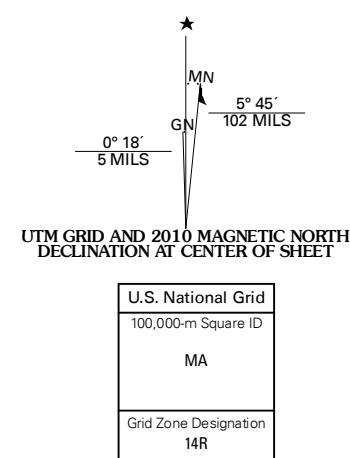 MN
5° 45´
102 MILS
GN
0° 18´
5 MILS
UTM GRID AND 2010 MAGNETIC NORTH
DECLINATION AT CENTER OF SHEET
U.S. National Grid
100,000-m Square ID
MA
Grid Zone Designation
14R